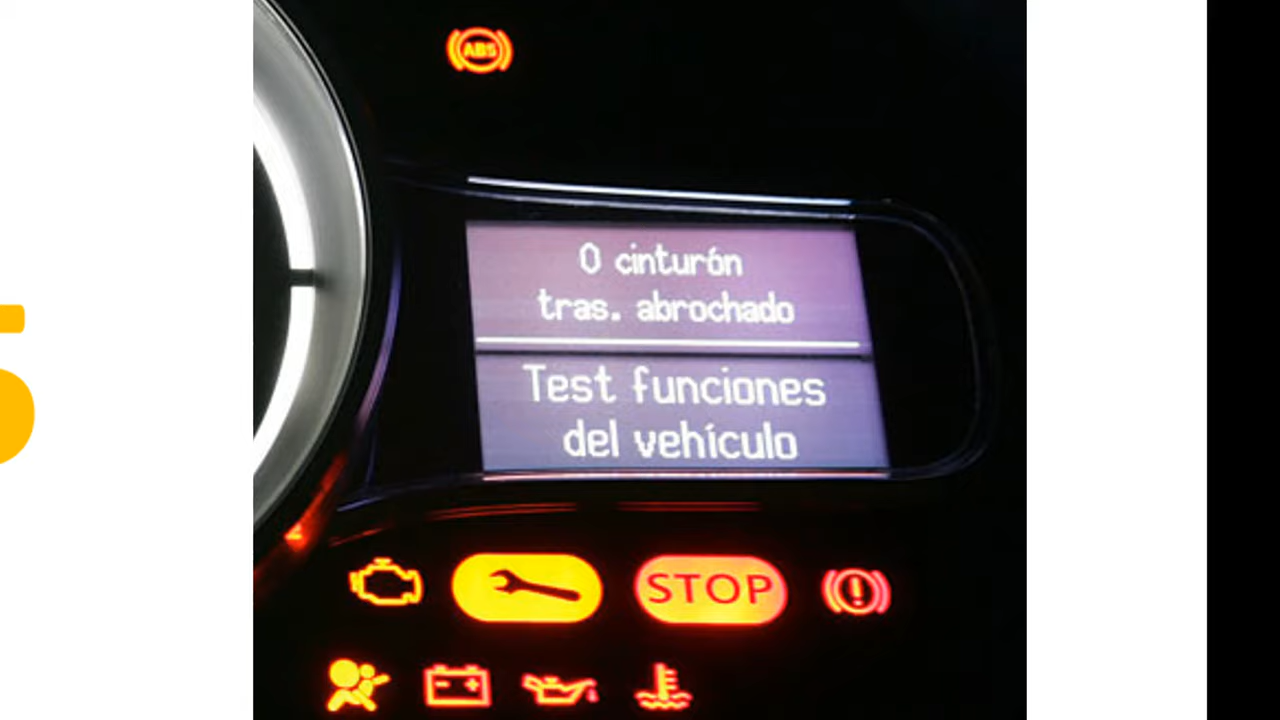 ABS
0 cinturón
tras. abrochado
Test funciones
del vehículo
STOP